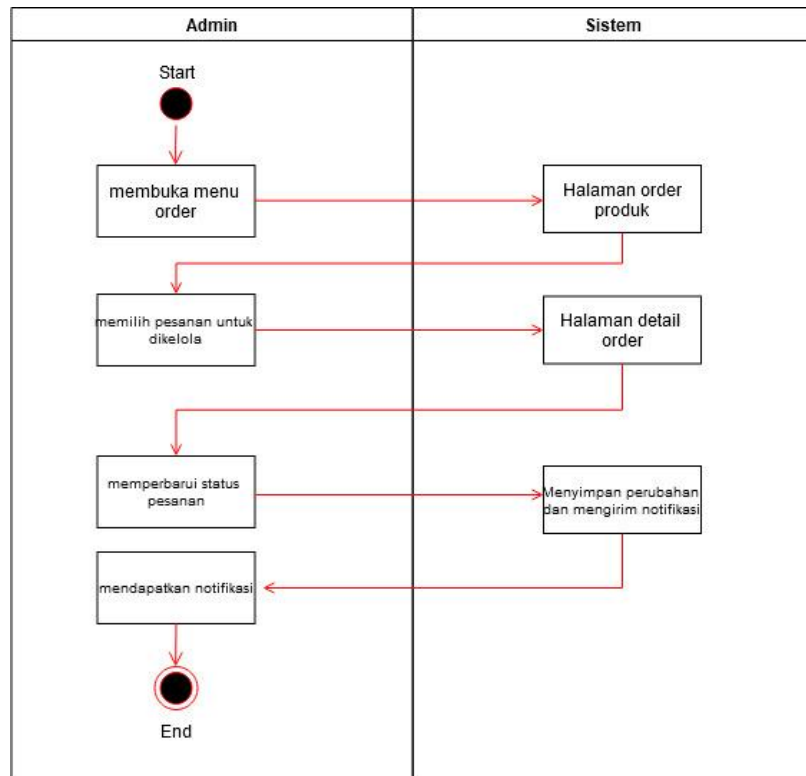 Admin
Sistem
Start
membuka menu
order
Halaman order
produk
memilih pesanan untuk
dikelola
Halaman detail
order
memperbarui status
pesanan
Menyimpan perubahan
dan mengirim notifikasi
mendapatkan notifikasi
End